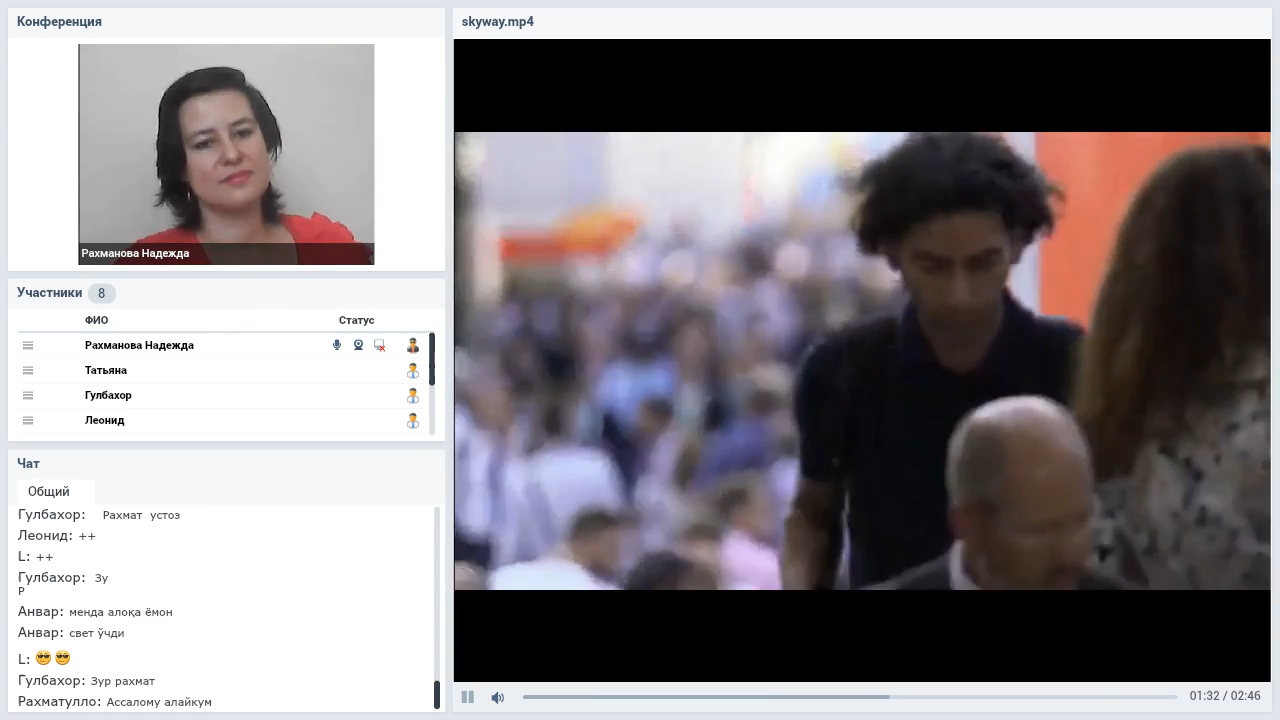 Конференция
Рахманова Надежда
Участники 8
ФИО Статус
Рахманова Надежда
Татьяна
Гулбахор
Леонид
Чат
Общий
Гулбахор: Рахмат устоз
Леонид: ++
L: ++
Гулбахор: Зу
Р
Анвар: менда алоқа ёмон
Анвар: свет ўчди
L:
Гулбахор: Зур рахмат
Рахматулло: Ассалому алайкум
skyway.mp4
01:32 / 02:46